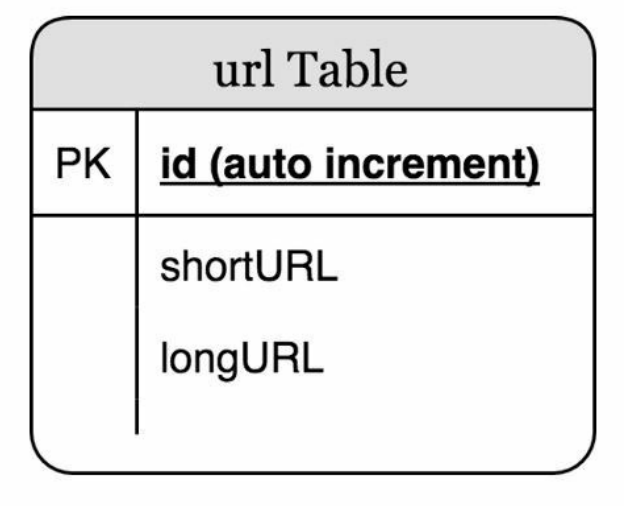 url Table
PK id (auto increment)
shortURL
longURL